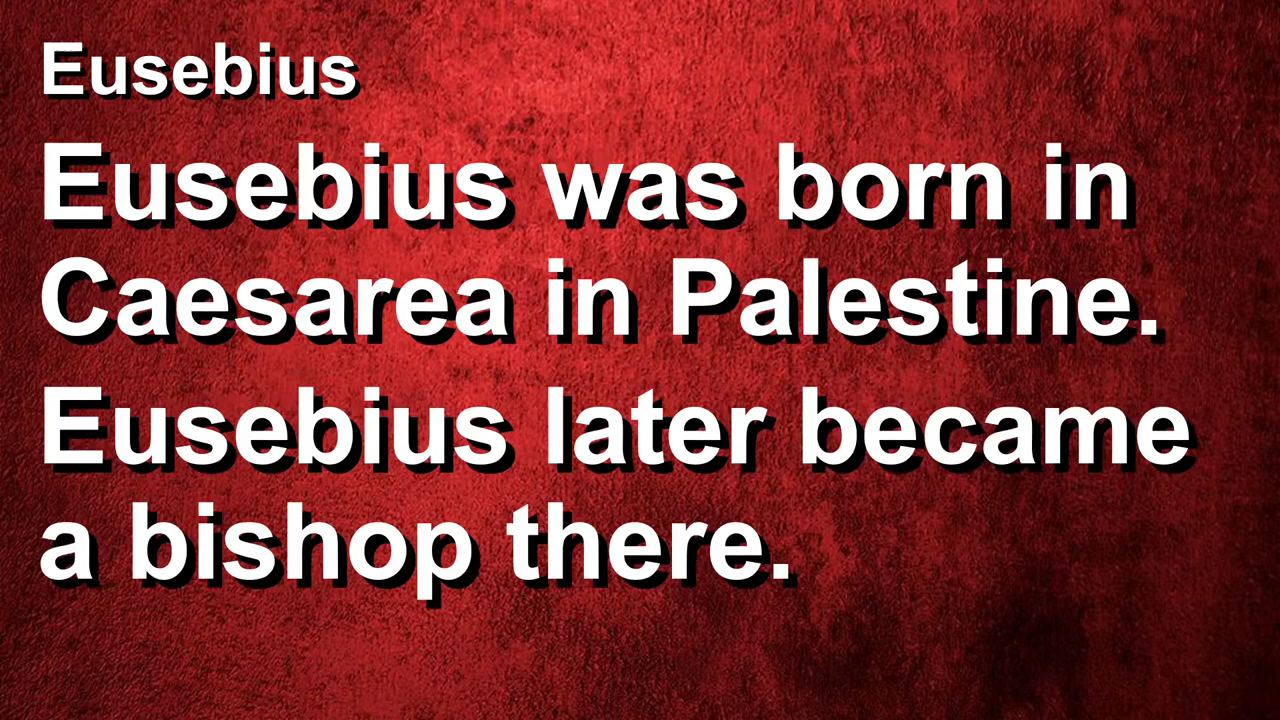 Eusebius
Eusebius was born in
Caesarea in Palestine.
Eusebius later became
a bishop there.